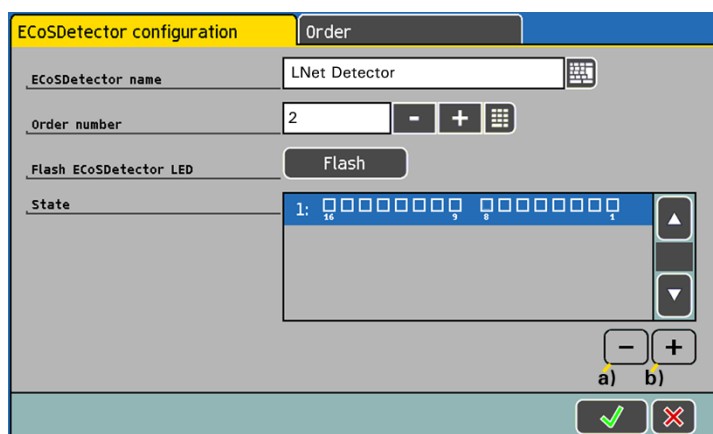 ECoSDetector configuration
Order
ECoSDetector name
LNet Detector
Order number
2
- +
Flash ECoSDetector LED
Flash
State
1:
16 9 8 1
- +
a) b)